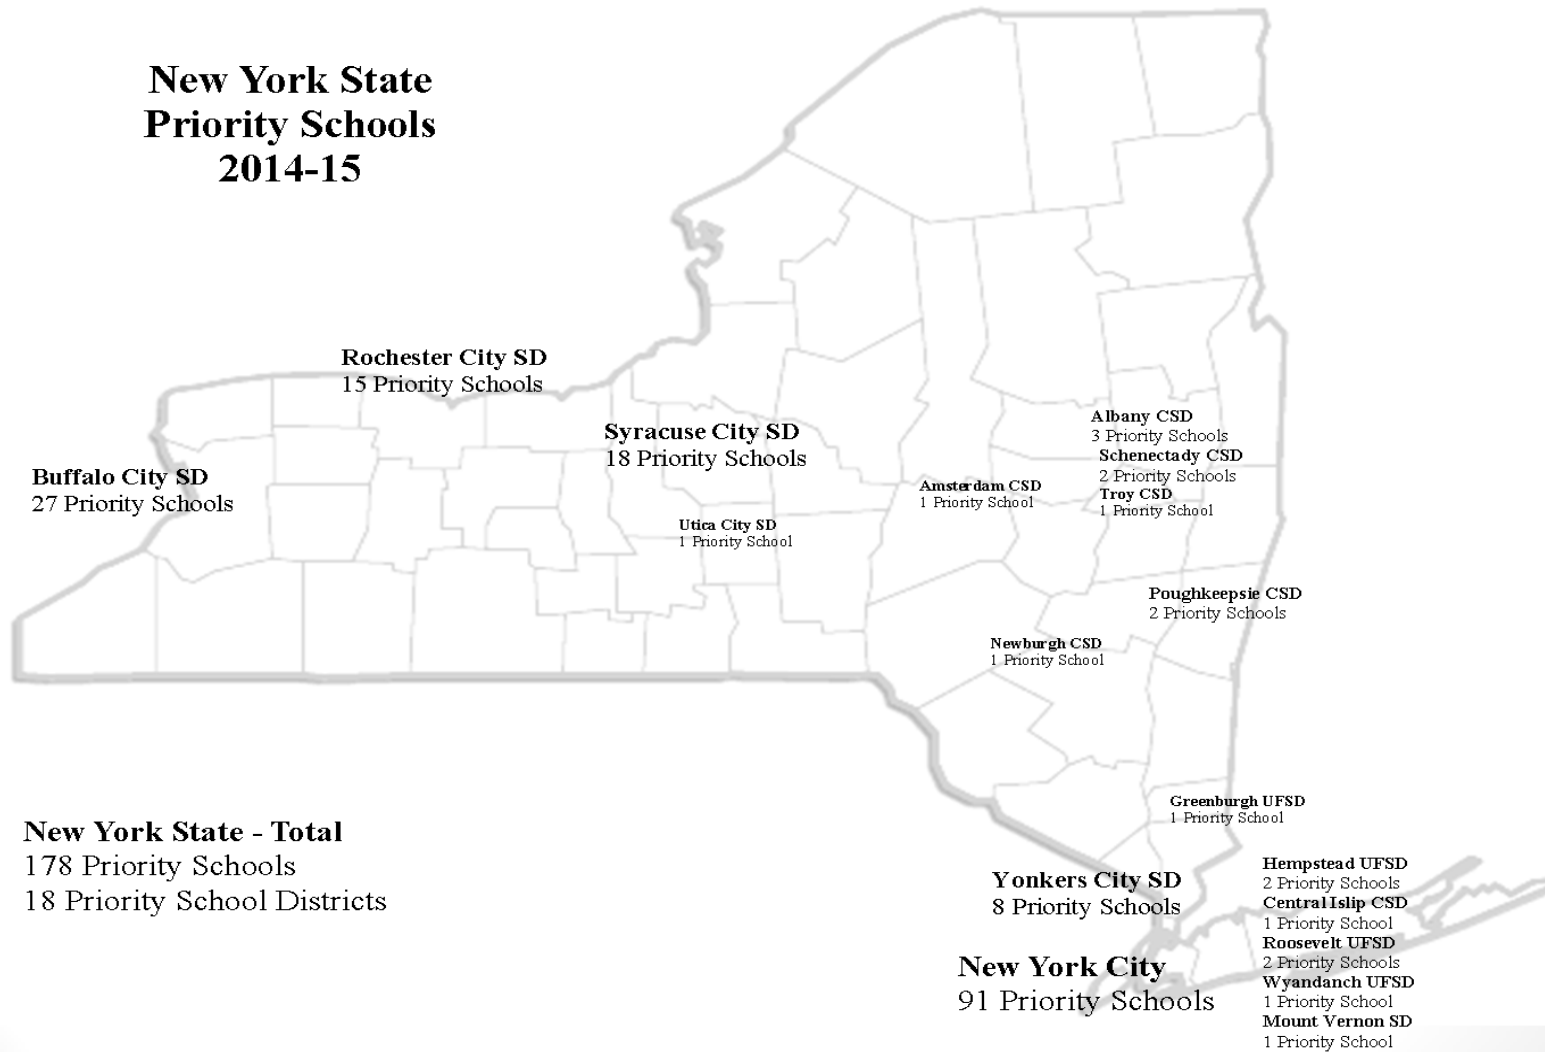 New York State
Priority Schools
2014-15
Rochester City SD
15 Priority Schools
Syracuse City SD
18 Priority Schools
Buffalo City SD
27 Priority Schools
Albany CSD
3 Priority Schools
Schenectady CSD
2 Priority Schools
Troy CSD
1 Priority School
Amsterdam CSD
1 Priority School
Utica City SD
1 Priority School
Poughkeepsie CSD
2 Priority Schools
Newburgh CSD
1 Priority School
Greenburgh UFSD
1 Priority School
New York State - Total
178 Priority Schools
18 Priority School Districts
Yonkers City SD
8 Priority Schools
New York City
91 Priority Schools
Hempstead UFSD
2 Priority Schools
Central Islip CSD
1 Priority School
Roosevelt UFSD
2 Priority Schools
Wyandanch UFSD
1 Priority School
Mount Vernon SD
1 Priority School